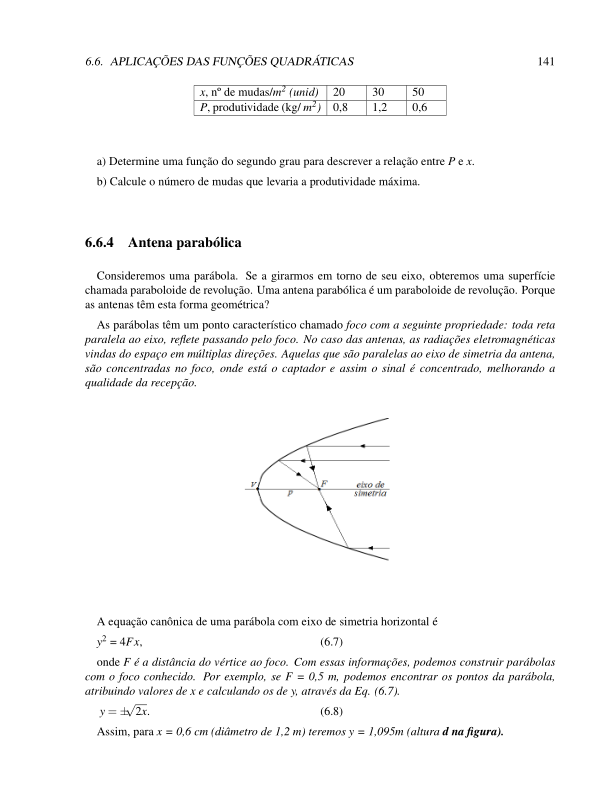 6.6. APLICAÇÕES DAS FUNÇÕES QUADRÁTICAS 141
x, nº de mudas/m² (unid) 20 30 50
P, produtividade (kg/ m²) 0,8 1,2 0,6
a) Determine uma função do segundo grau para descrever a relação entre P e x.
b) Calcule o número de mudas que levaria a produtividade máxima.
6.6.4 Antena parabólica
Consideremos uma parábola. Se a girarmos em torno de seu eixo, obteremos uma superfície
chamada paraboloide de revolução. Uma antena parabólica é um paraboloide de revolução. Porque
as antenas têm esta forma geométrica?
As parábolas têm um ponto característico chamado foco com a seguinte propriedade: toda reta
paralela ao eixo, reflete passando pelo foco. No caso das antenas, as radiações eletromagnéticas
vindas do espaço em múltiplas direções. Aquelas que são paralelas ao eixo de simetria da antena,
são concentradas no foco, onde está o captador e assim o sinal é concentrado, melhorando a
qualidade da recepção.
V F eixo de
p simetria
A equação canônica de uma parábola com eixo de simetria horizontal é
y² = 4Fx, (6.7)
onde F é a distância do vértice ao foco. Com essas informações, podemos construir parábolas
com o foco conhecido. Por exemplo, se F = 0,5 m, podemos encontrar os pontos da parábola,
atribuindo valores de x e calculando os de y, através da Eq. (6.7).
y = ±√2x. (6.8)
Assim, para x = 0,6 cm (diâmetro de 1,2 m) teremos y = 1,095m (altura d na figura).